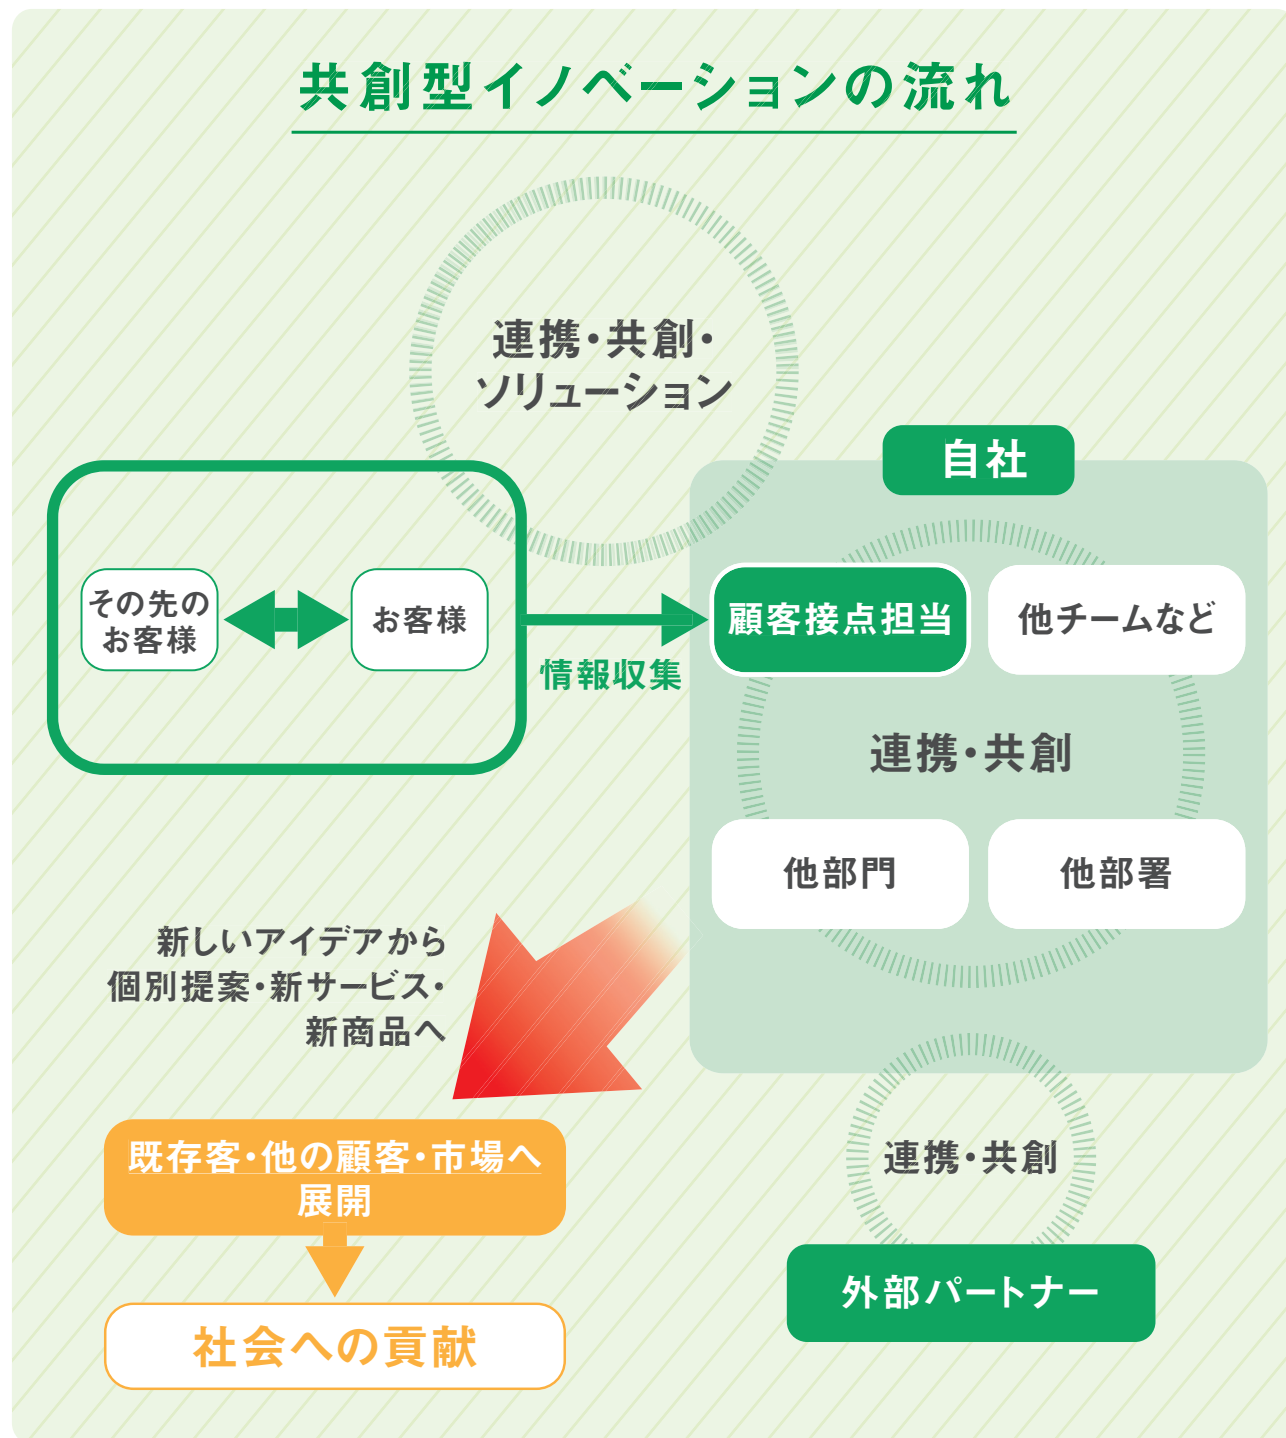 共創型イノベーションの流れ
連携・共創・
ソリューション
自社
その先の
お客様
お客様
情報収集
顧客接点担当
他チームなど
連携・共創
他部門
他部署
新しいアイデアから
個別提案・新サービス・
新商品へ
連携・共創
外部パートナー
既存客・他の顧客・市場へ
展開
社会への貢献